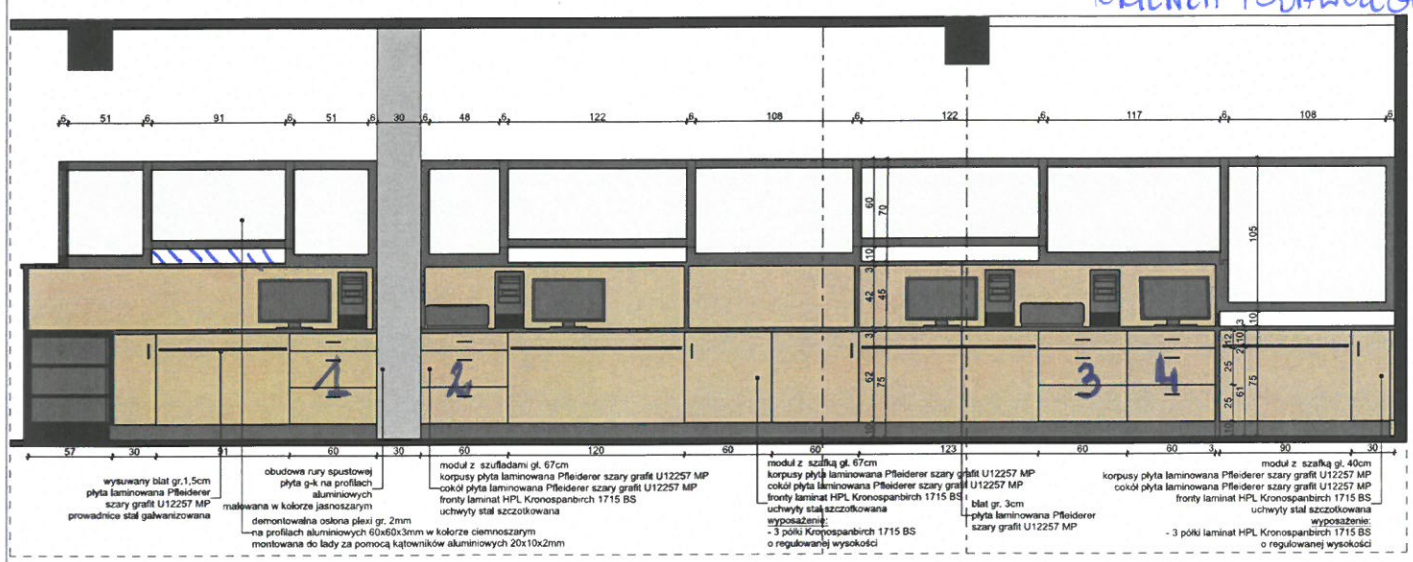 6 51 6 91 6 51 6 30 6 48 6 122 6 108 6 122 6 117 6 108 6
60 70
105
10
3
42 45
10
3
3
12 10
2
1 2 3 4
62 75
25 61 75
25
10
10
57 30 91 60 30 60 120 60 60 123 60 60 3 90 30
wysuwany blat gr.1,5cm
płyta laminowana Pfleiderer
szary grafit U12257 MP
prowadnice stal galwanizowana
obudowa rury spustowej
płyta g-k na profilach
aluminiowych
malowana w kolorze jasnoszarym
demontowalna osłona plexi gr. 2mm
na profilach aluminiowych 60x60x3mm w kolorze ciemnoszarym
montowana do lady za pomocą kątowników aluminiowych 20x10x2mm
moduł z szufladami gł. 67cm
korpusy płyta laminowana Pfleiderer szary grafit U12257 MP
cokół płyta laminowana Pfleiderer szary grafit U12257 MP
fronty laminat HPL Kronospanbirch 1715 BS
uchwyty stal szczotkowana
moduł z szafką gł. 67cm
korpusy płyta laminowana Pfleiderer szary grafit U12257 MP
cokół płyta laminowana Pfleiderer szary grafit U12257 MP
fronty laminat HPL Kronospanbirch 1715 BS
uchwyty stal szczotkowana
wyposażenie:
- 3 półki Kronospanbirch 1715 BS
o regulowanej wysokości
blat gr. 3cm
płyta laminowana Pfleiderer
szary grafit U12257 MP
moduł z szafką gł. 40cm
korpusy płyta laminowana Pfleiderer szary grafit U12257 MP
cokół płyta laminowana Pfleiderer szary grafit U12257 MP
fronty laminat HPL Kronospanbirch 1715 BS
uchwyty stal szczotkowana
wyposażenie:
- 3 półki laminat HPL Kronospanbirch 1715 BS
o regulowanej wysokości